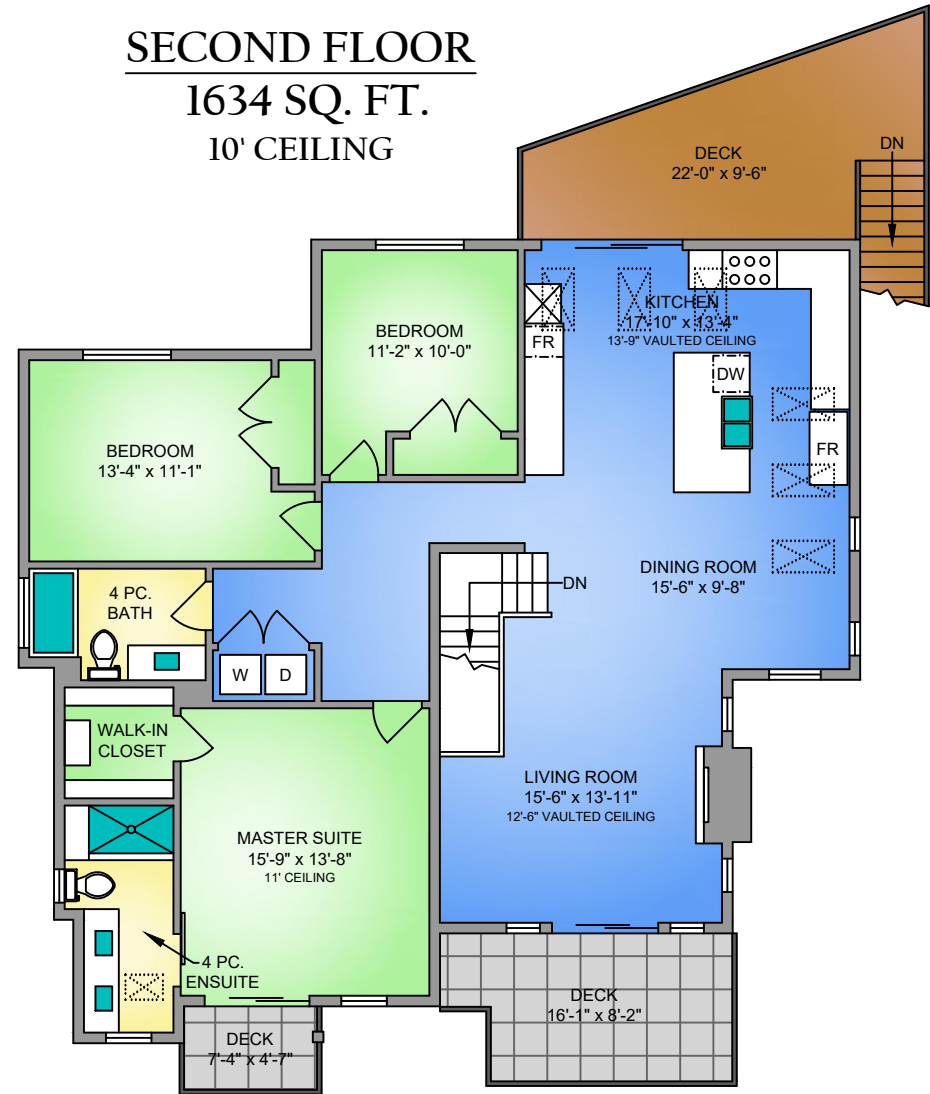 SECOND FLOOR
1634 SQ. FT.
10' CEILING
DECK
22'-0" x 9'-6"
DN
BEDROOM
11'-2" x 10'-0"
KITCHEN
17'-10" x 13'-4"
13'-9" VAULTED CEILING
FR
DW
FR
BEDROOM
13'-4" x 11'-1"
4 PC.
BATH
DN
DINING ROOM
15'-6" x 9'-8"
W
D
WALK-IN
CLOSET
LIVING ROOM
15'-6" x 13'-11"
12'-6" VAULTED CEILING
MASTER SUITE
15'-9" x 13'-8"
11' CEILING
4 PC.
ENSUITE
DECK
16'-1" x 8'-2"
DECK
7'-4" x 4'-7"